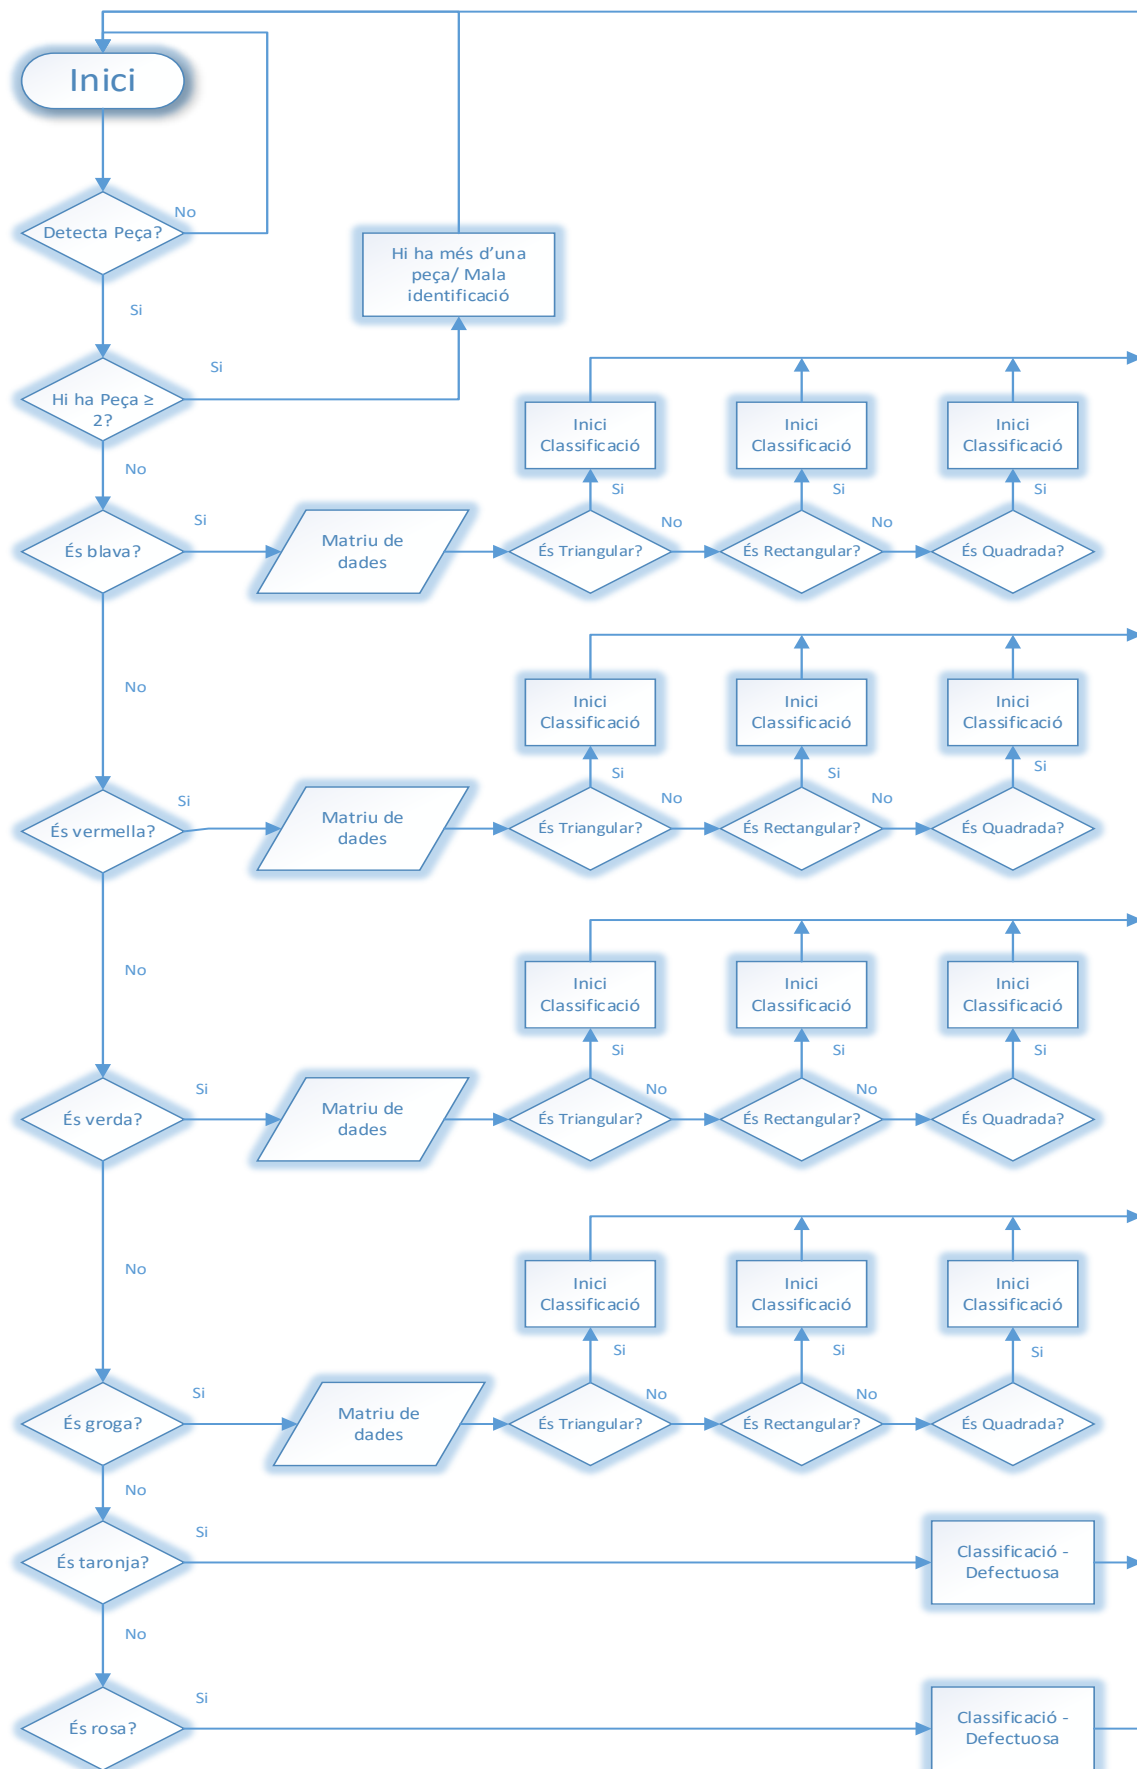 Inici
Detecta Peça?
No
Si
Hi ha més d’una
peça/ Mala
identificació
Hi ha Peça ≥
2?
Si
No
Inici
Classificació
Inici
Classificació
Inici
Classificació
Si
Si
Si
És blava?
Si
Matriu de
dades
És Triangular?
No
És Rectangular?
No
És Quadrada?
No
Inici
Classificació
Inici
Classificació
Inici
Classificació
Si
Si
Si
És vermella?
Si
Matriu de
dades
És Triangular?
No
És Rectangular?
No
És Quadrada?
No
Inici
Classificació
Inici
Classificació
Inici
Classificació
Si
Si
Si
És verda?
Si
Matriu de
dades
És Triangular?
No
És Rectangular?
No
És Quadrada?
No
Inici
Classificació
Inici
Classificació
Inici
Classificació
Si
Si
Si
És groga?
Si
Matriu de
dades
És Triangular?
No
És Rectangular?
No
És Quadrada?
No
És taronja?
Si
Classificació -
Defectuosa
No
És rosa?
Si
Classificació -
Defectuosa